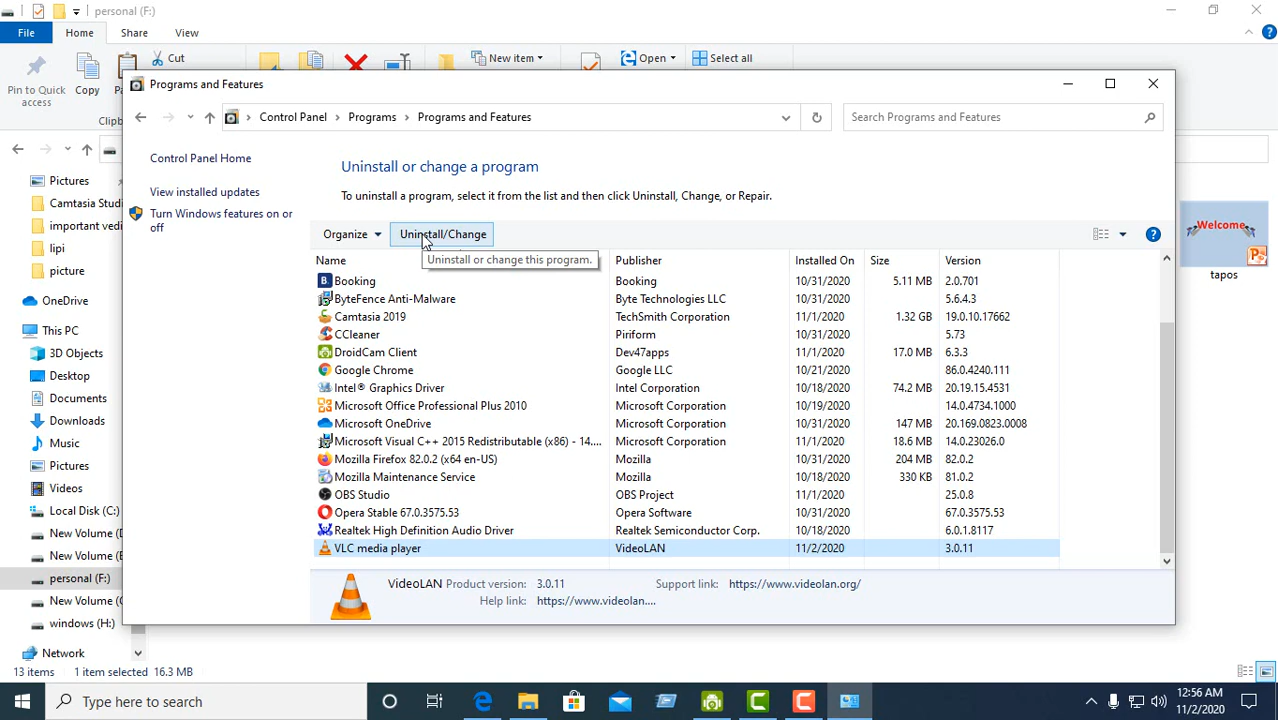 personal (F:)
File Home Share View
Pin to Quick access
Copy
Cut
New item
Open
Select all
Clipb
Programs and Features
Control Panel > Programs > Programs and Features
Search Programs and Features
Control Panel Home
View installed updates
Turn Windows features on or off
Uninstall or change a program
To uninstall a program, select it from the list and then click Uninstall, Change, or Repair.
Organize Uninstall/Change
Uninstall or change this program.
Name Publisher Installed On Size Version
Booking Booking 10/31/2020 5.11 MB 2.0.701
ByteFence Anti-Malware Byte Technologies LLC 10/31/2020 5.6.4.3
Camtasia 2019 TechSmith Corporation 11/1/2020 1.32 GB 19.0.10.17662
CCleaner Piriform 10/31/2020 5.73
DroidCam Client Dev47apps 11/1/2020 17.0 MB 6.3.3
Google Chrome Google LLC 10/21/2020 86.0.4240.111
Intel® Graphics Driver Intel Corporation 10/18/2020 74.2 MB 20.19.15.4531
Microsoft Office Professional Plus 2010 Microsoft Corporation 10/19/2020 14.0.4734.1000
Microsoft OneDrive Microsoft Corporation 10/31/2020 147 MB 20.169.0823.0008
Microsoft Visual C++ 2015 Redistributable (x86) - 14.... Microsoft Corporation 11/1/2020 18.6 MB 14.0.23026.0
Mozilla Firefox 82.0.2 (x64 en-US) Mozilla 10/31/2020 204 MB 82.0.2
Mozilla Maintenance Service Mozilla 10/18/2020 330 KB 81.0.2
OBS Studio OBS Project 11/1/2020 25.0.8
Opera Stable 67.0.3575.53 Opera Software 10/31/2020 67.0.3575.53
Realtek High Definition Audio Driver Realtek Semiconductor Corp. 10/18/2020 6.0.1.8117
VLC media player VideoLAN 11/2/2020 3.0.11
VideoLAN Product version: 3.0.11 Support link: https://www.videolan.org/
Help link: https://www.videolan....
Pictures
Camtasia Studi
important vedi
lipi
picture
OneDrive
This PC
3D Objects
Desktop
Documents
Downloads
Music
Pictures
Videos
Local Disk (C:)
New Volume (D
New Volume (E
personal (F:)
New Volume (G
windows (H:)
Network
Welcome
tapos
13 items 1 item selected 16.3 MB
Type here to search
12:56 AM
11/2/2020